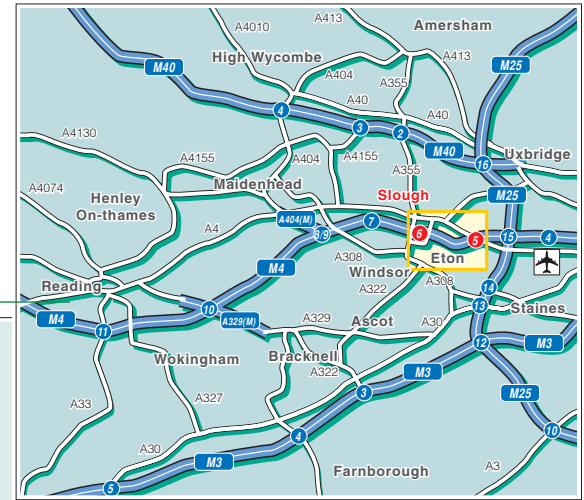 A413
A4010
Amersham
A413
High Wycombe
M40
A404
M25
A40
4
A40
3
2
A4130
M40
A4155
A404
A4155
16
Uxbridge
A355
Maidenhead
A4074
Slough
M25
Henley
On-thames
A404(M)
7
A4
8/9
6
5
15
4
Eton
M4
A308
Windsor
A308
Reading
A322
14
13
10
M4
A329(M)
A329
Ascot
A30
Staines
11
12
M3
Wokingham
Bracknell
A322
M3
3
M25
A33
A327
4
10
A30
M3
A3
Farnborough
5